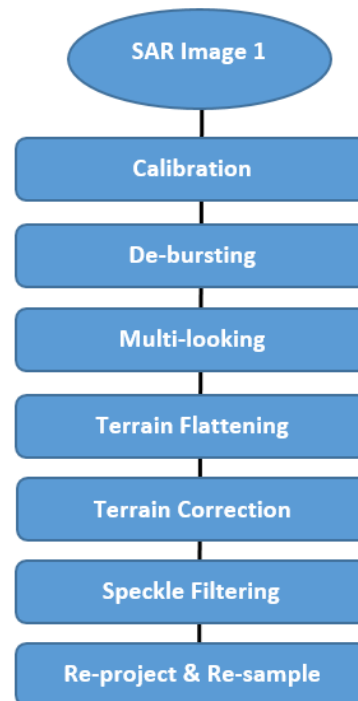 SAR Image 1
Calibration
De-bursting
Multi-looking
Terrain Flattening
Terrain Correction
Speckle Filtering
Re-project & Re-sample